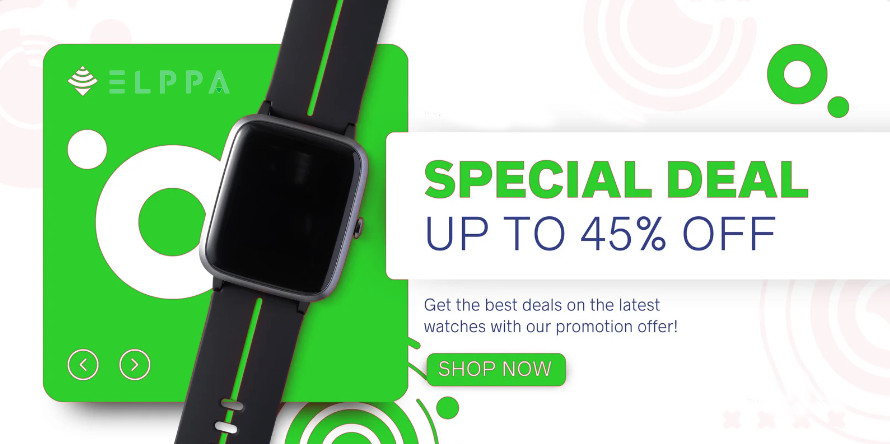 ELPPA
SPECIAL DEAL
UP TO 45% OFF
Get the best deals on the latest
watches with our promotion offer!
SHOP NOW